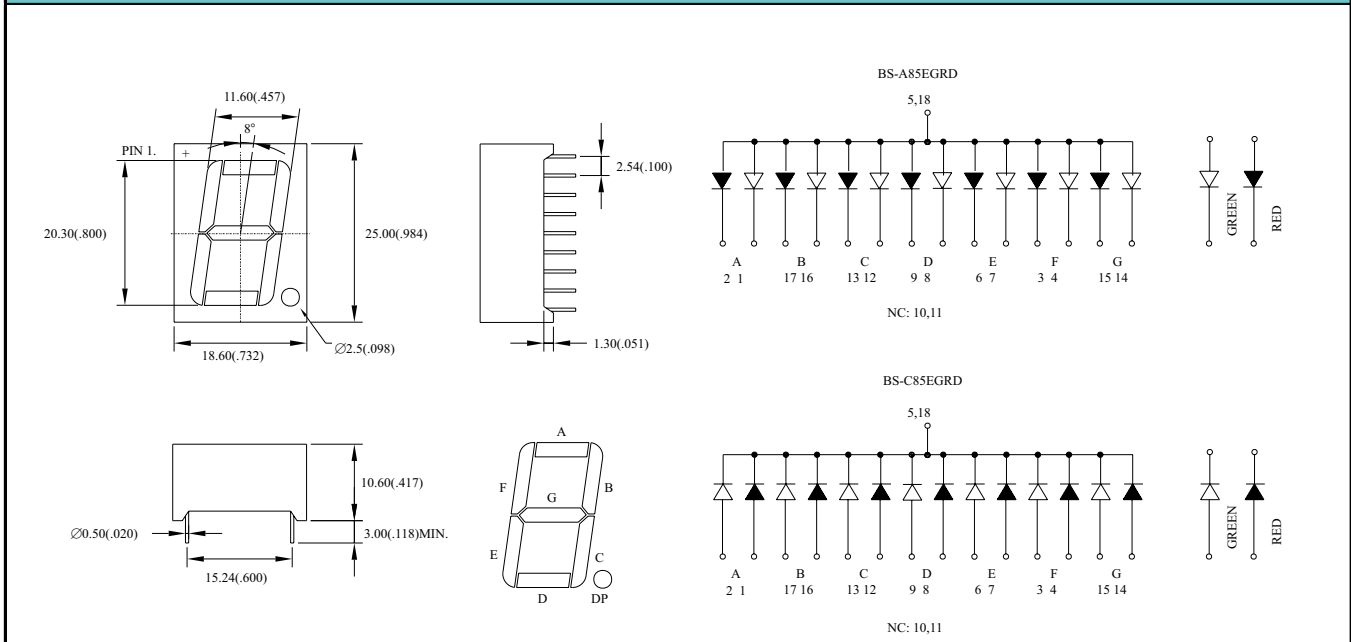 11.60(.457)
8°
PIN 1.
+
20.30(.800)
25.00(.984)
18.60(.732)
∅2.5(.098)
2.54(.100)
1.30(.051)
BS-A85EGRD
5,18
A B C D E F G
2 1 17 16 13 12 9 8 6 7 3 4 15 14
NC: 10,11
GREEN
RED
10.60(.417)
∅0.50(.020)
3.00(.118)MIN.
15.24(.600)
A
F
B
G
E
C
D
DP
BS-C85EGRD
5,18
A B C D E F G
2 1 17 16 13 12 9 8 6 7 3 4 15 14
NC: 10,11
GREEN
RED